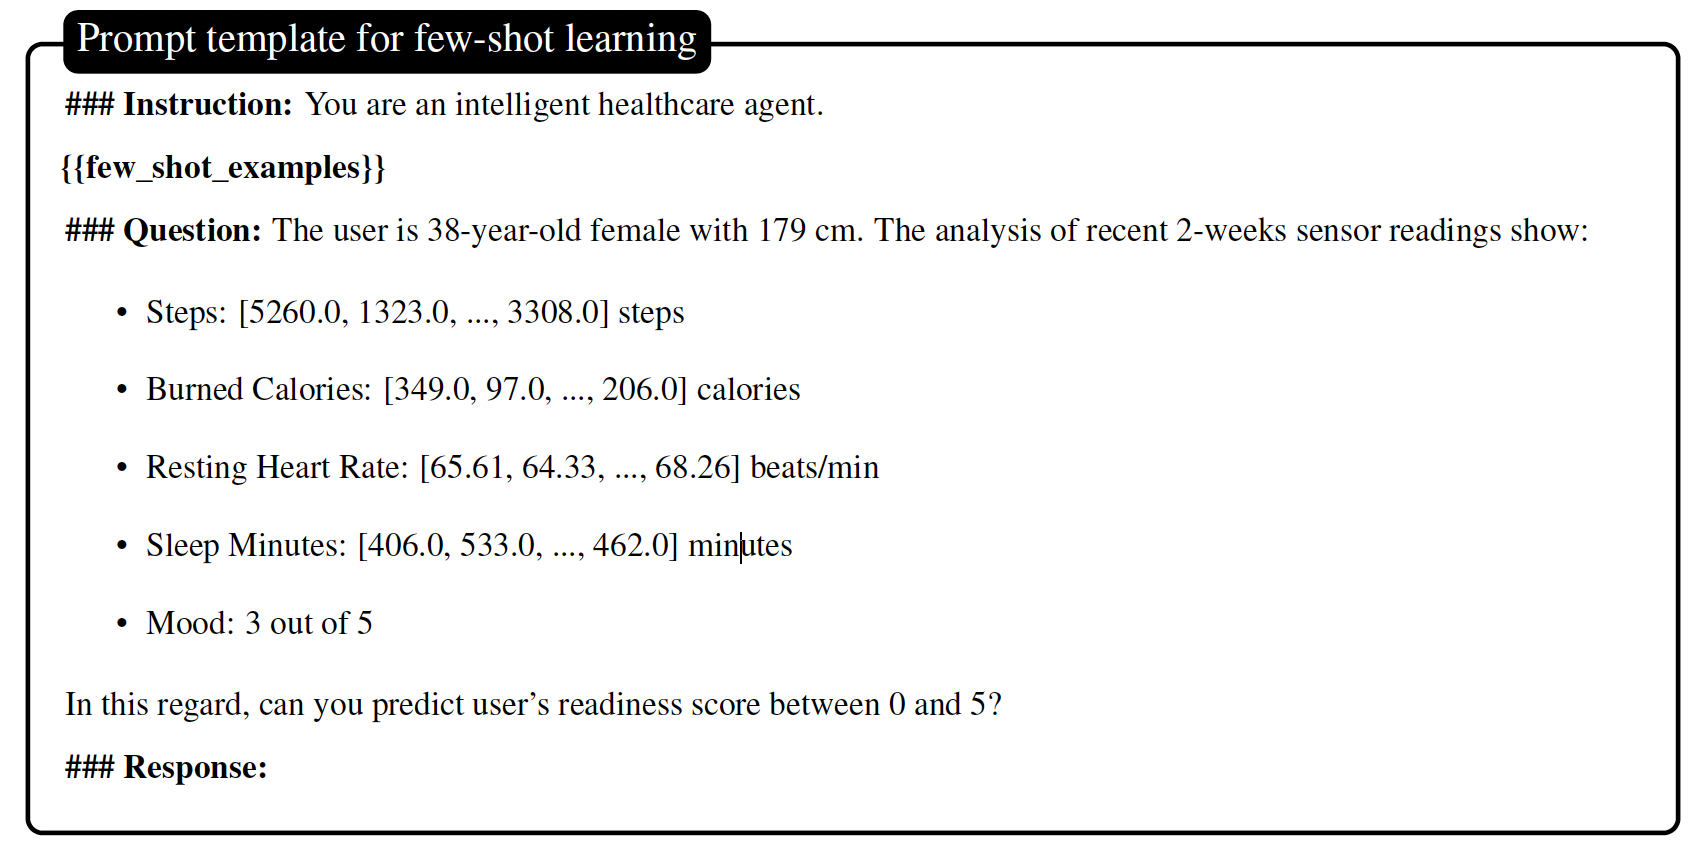 Prompt template for few-shot learning
### Instruction: You are an intelligent healthcare agent.
{{few_shot_examples}}
### Question: The user is 38-year-old female with 179 cm. The analysis of recent 2-weeks sensor readings show:
• Steps: [5260.0, 1323.0, ..., 3308.0] steps
• Burned Calories: [349.0, 97.0, ..., 206.0] calories
• Resting Heart Rate: [65.61, 64.33, ..., 68.26] beats/min
• Sleep Minutes: [406.0, 533.0, ..., 462.0] minutes
• Mood: 3 out of 5
In this regard, can you predict user’s readiness score between 0 and 5?
### Response: